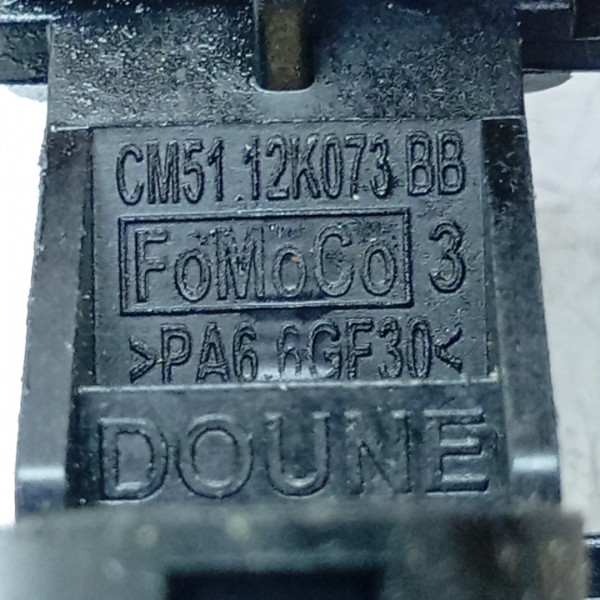 CM51.12K073 BB
FoMoCo 3
>PA6.6GF30<
DOUNE